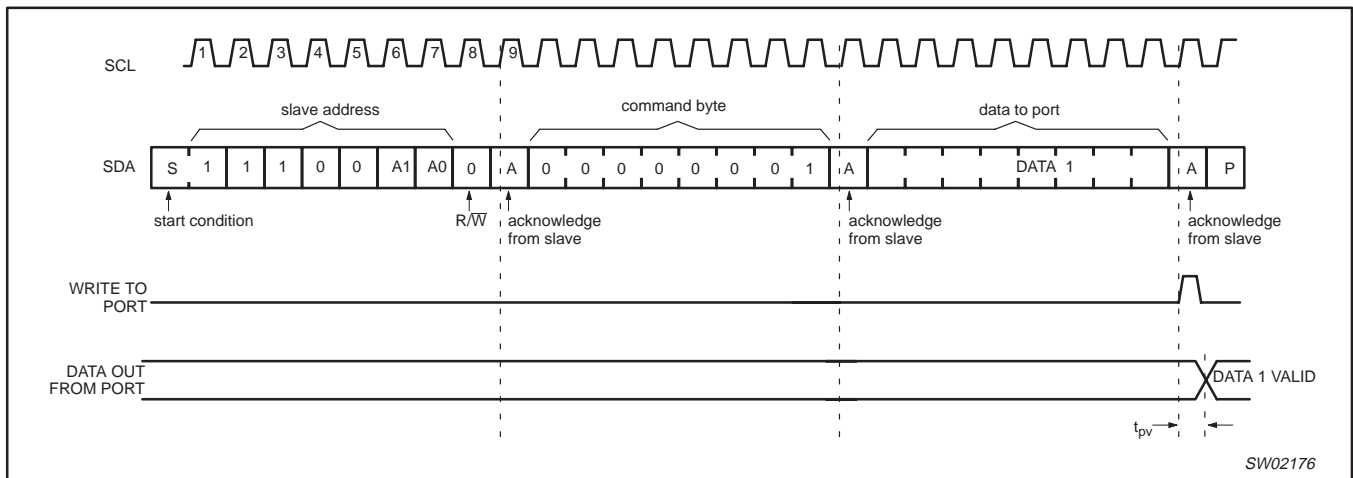 1 2 3 4 5 6 7 8 9
SCL
slave address command byte data to port
SDA S 1 1 1 0 0 A1 A0 0 A 0 0 0 0 0 0 0 1 A DATA 1 A P
start condition R/W̅ acknowledge acknowledge acknowledge
from slave from slave from slave
WRITE TO
PORT
DATA OUT
FROM PORT
DATA 1 VALID
tpv
SW02176